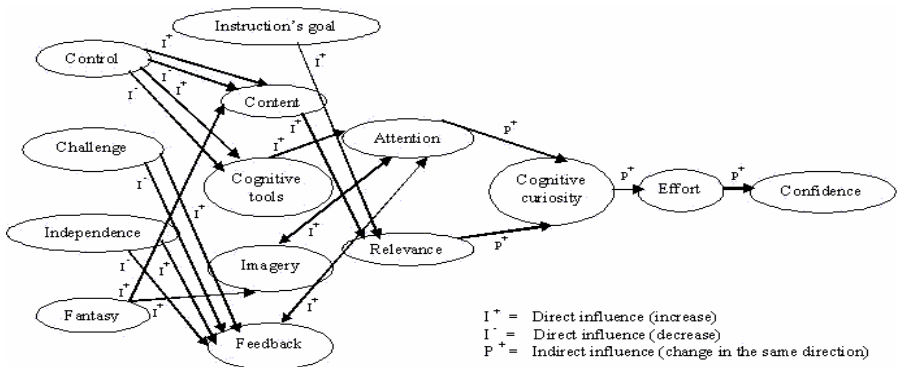 Instruction's goal
I+
Control
I+
I-
I+
I-
Content
I+
I+
Attention
P+
Challenge
Cognitive
tools
Cognitive
curiosity
P+
Effort
P+
Confidence
I-
I+
Independence
I+
Relevance
P+
Imagery
I-
I+
I+
I+
I+
Fantasy
Feedback
I+ = Direct influence (increase)
I- = Direct influence (decrease)
P+ = Indirect influence (change in the same direction)